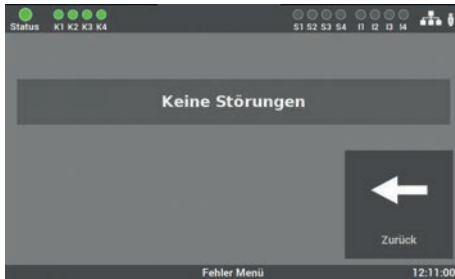 Status K1 K2 K3 K4 S1 S2 S3 S4 I1 I2 I3 I4
Keine Störungen
Zurück
Fehler Menü 12:11:00